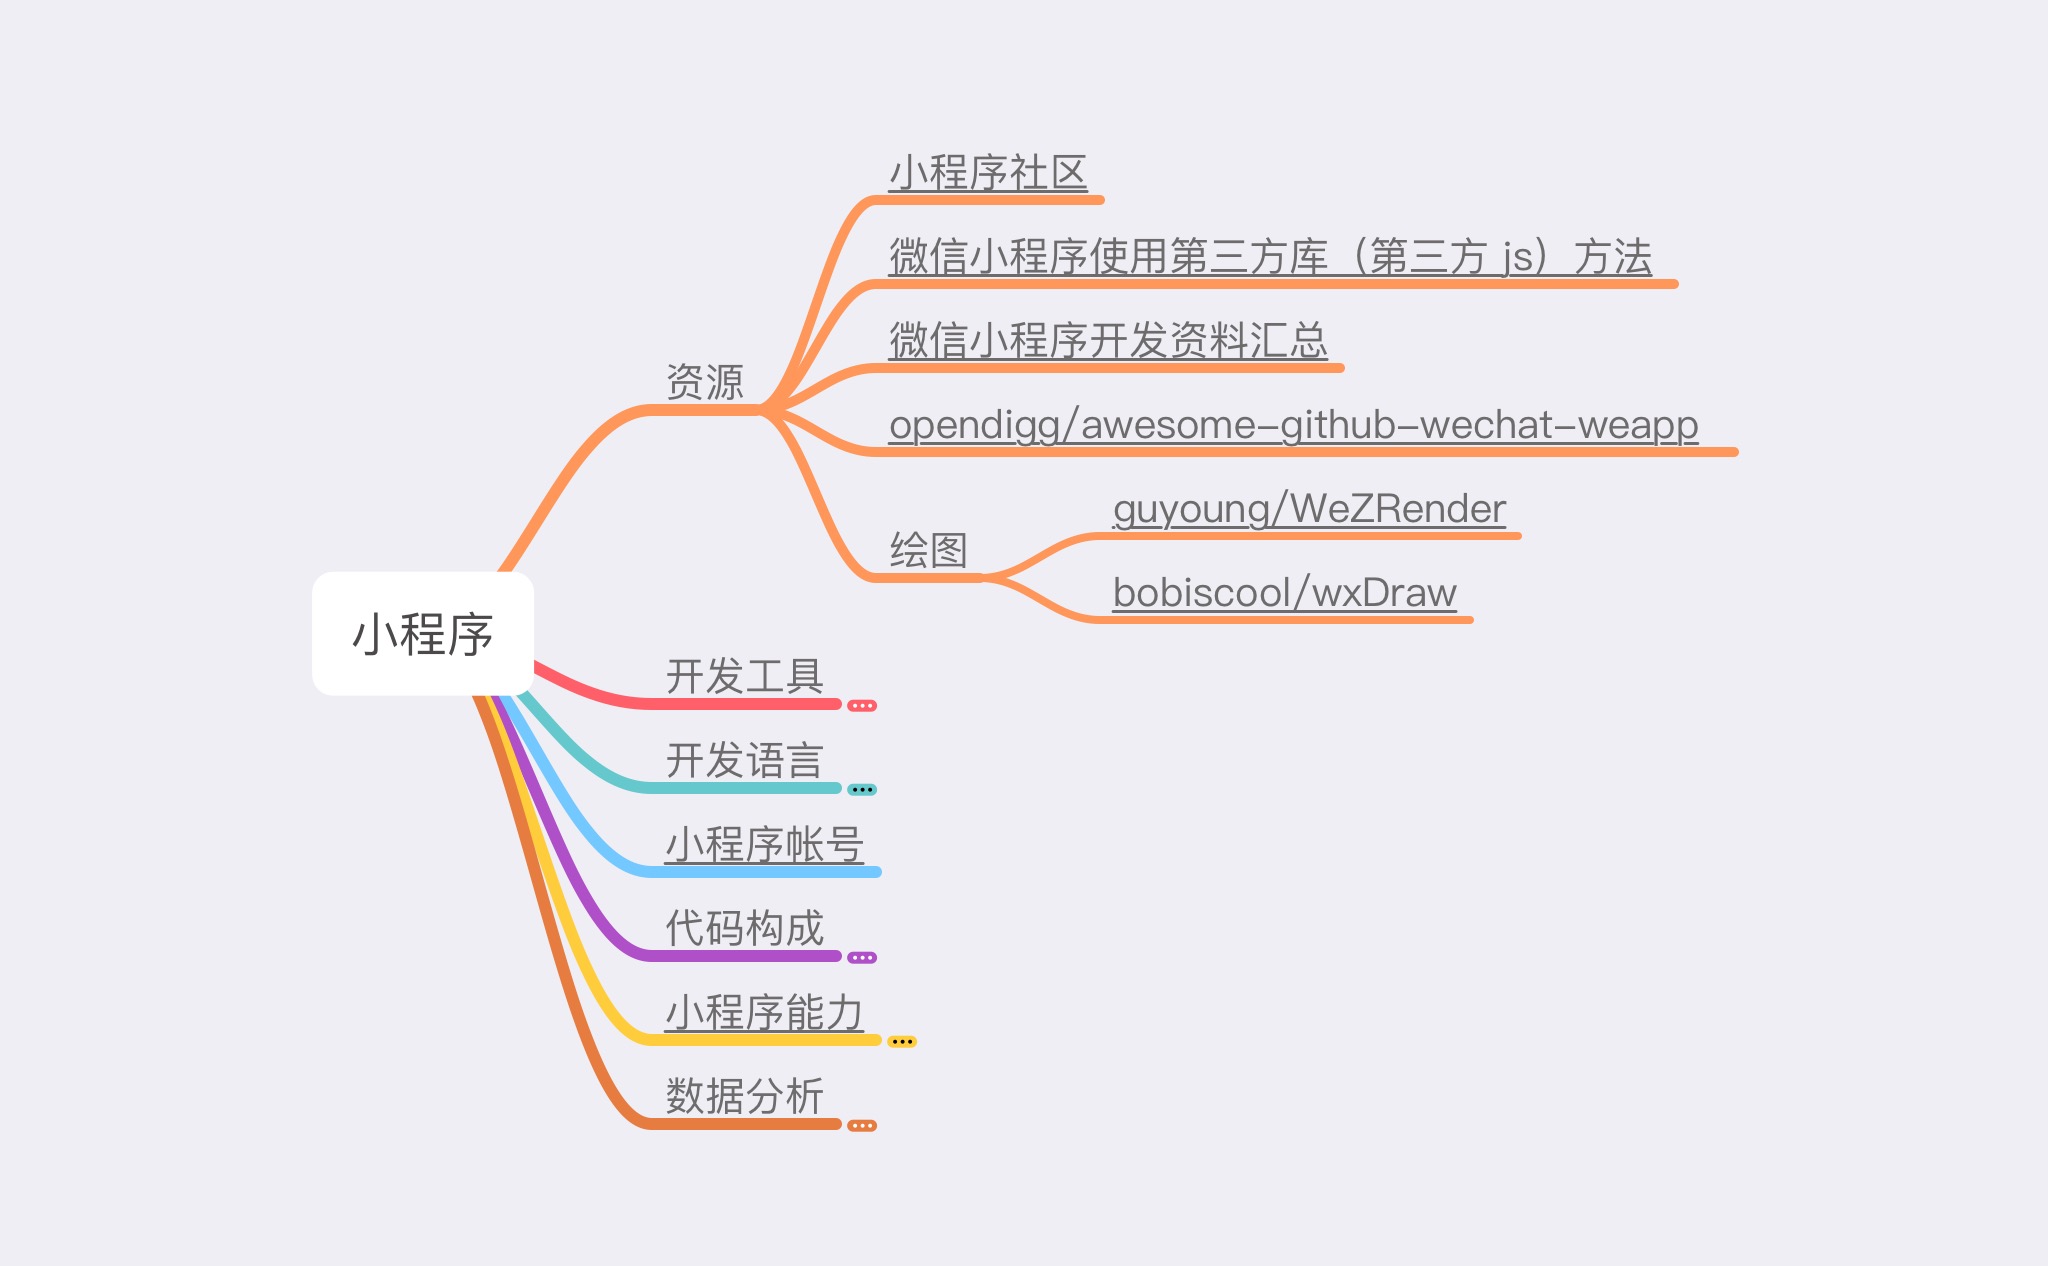 小程序社区
微信小程序使用第三方库（第三方 js）方法
微信小程序开发资料汇总
资源
opendigg/awesome-github-wechat-weapp
guyoung/WeZRender
绘图
bobiscool/wxDraw
小程序
开发工具
开发语言
小程序帐号
代码构成
小程序能力
数据分析